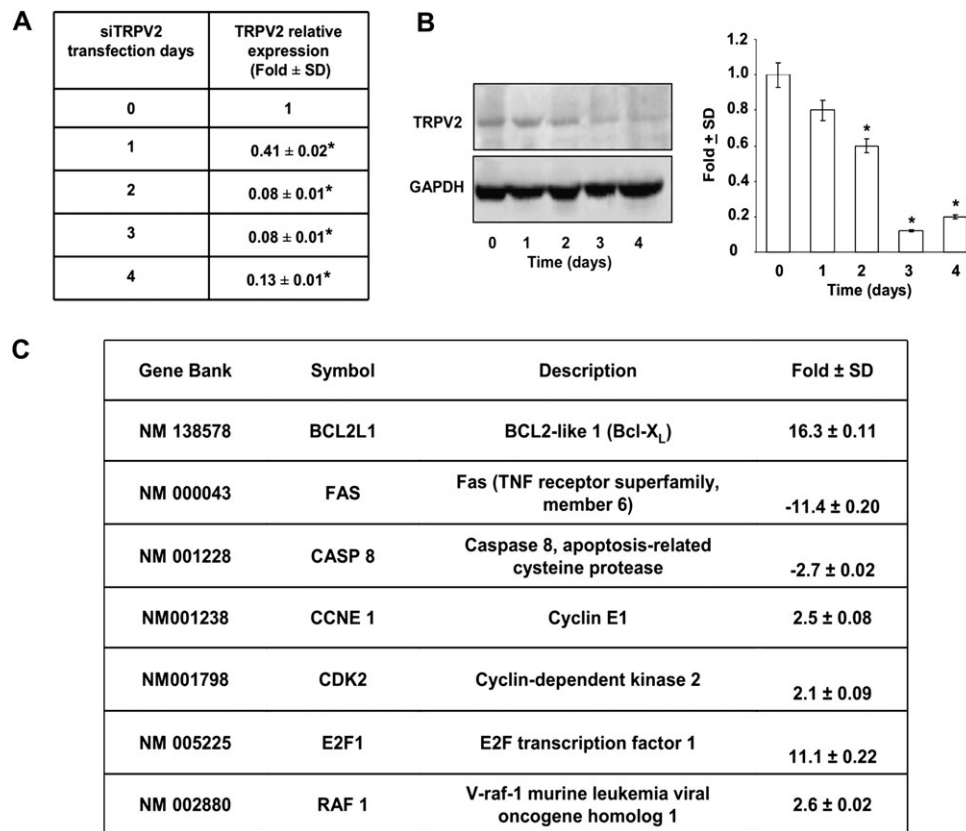 A
siTRPV2
transfection days
TRPV2 relative
expression
(Fold ± SD)
0
1
1
0.41 ± 0.02*
2
0.08 ± 0.01*
3
0.08 ± 0.01*
4
0.13 ± 0.01*
B
TRPV2
GAPDH
0 1 2 3 4
Time (days)
Fold ± SD
1.2
1.0
0.8
0.6
0.4
0.2
0
*
*
*
0 1 2 3 4
Time (days)
C
Gene Bank Symbol Description Fold ± SD
NM 138578 BCL2L1 BCL2-like 1 (Bcl-X_L) 16.3 ± 0.11
NM 000043 FAS Fas (TNF receptor superfamily,
member 6) -11.4 ± 0.20
NM 001228 CASP 8 Caspase 8, apoptosis-related
cysteine protease -2.7 ± 0.02
NM001238 CCNE 1 Cyclin E1 2.5 ± 0.08
NM001798 CDK2 Cyclin-dependent kinase 2 2.1 ± 0.09
NM 005225 E2F1 E2F transcription factor 1 11.1 ± 0.22
NM 002880 RAF 1 V-raf-1 murine leukemia viral
oncogene homolog 1 2.6 ± 0.02